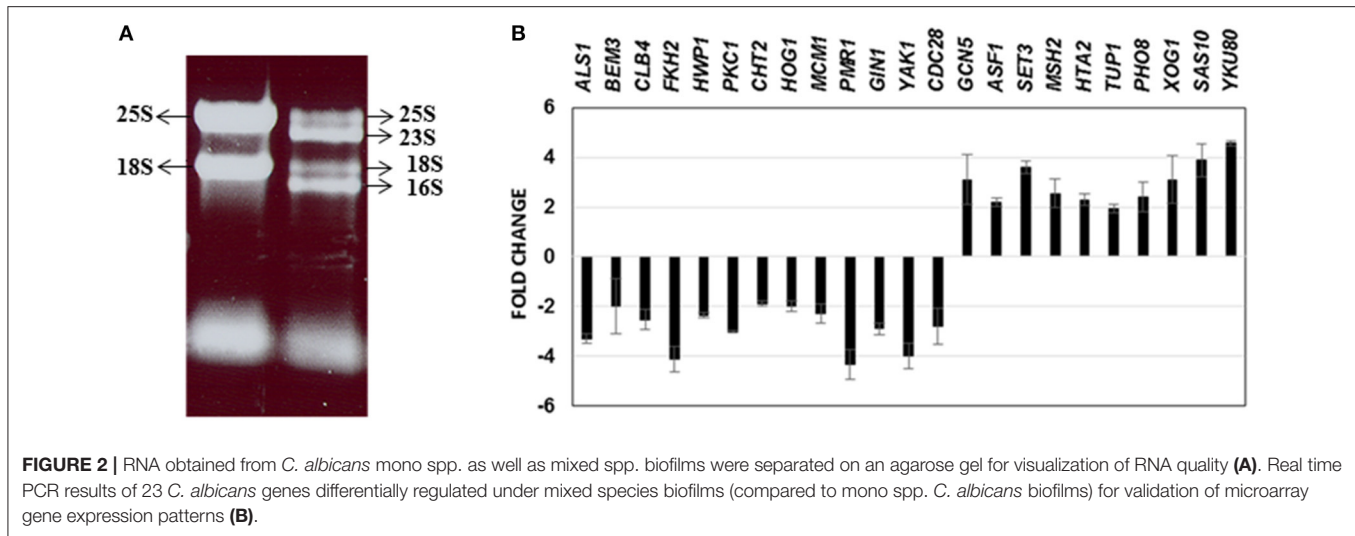 A
25S
18S
25S
23S
18S
16S
B
ALS1
BEM3
CLB4
FKH2
HWP1
PKC1
CHT2
HOG1
MCM1
PMR1
GIN1
YAK1
CDC28
GCN5
ASF1
SET3
MSH2
HTA2
TUP1
PHO8
XOG1
SAS10
YKU80
FOLD CHANGE
6
4
2
0
-2
-4
-6
FIGURE 2 | RNA obtained from C. albicans mono spp. as well as mixed spp. biofilms were separated on an agarose gel for visualization of RNA quality (A). Real time
PCR results of 23 C. albicans genes differentially regulated under mixed species biofilms (compared to mono spp. C. albicans biofilms) for validation of microarray
gene expression patterns (B).